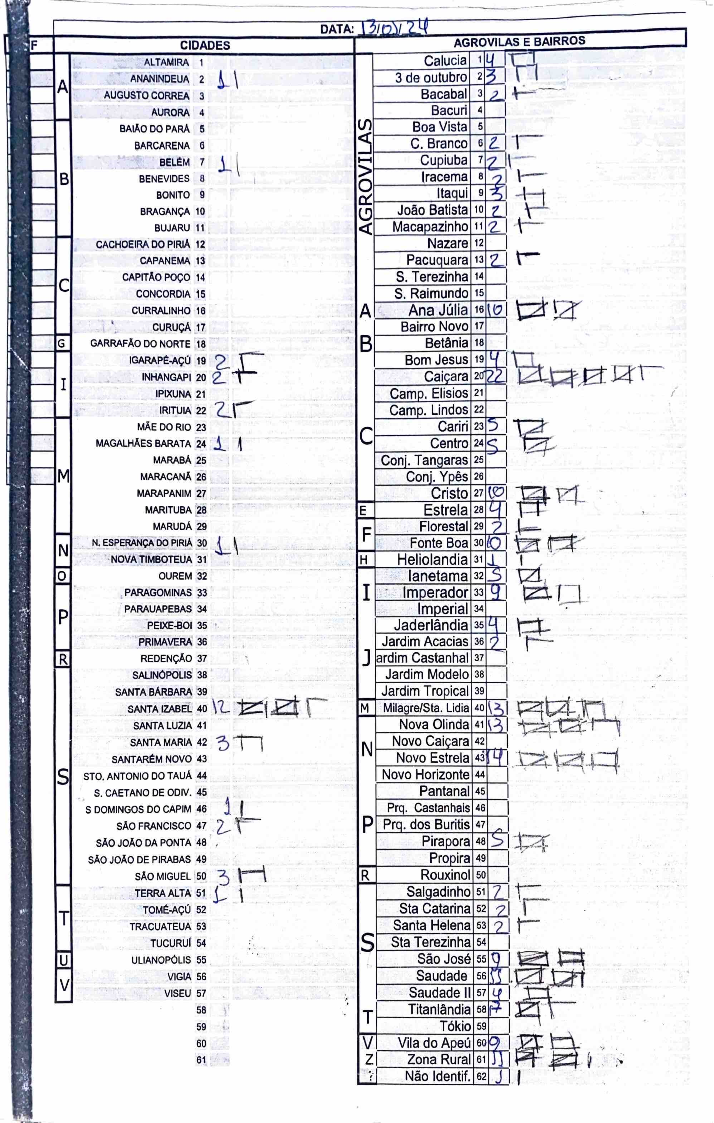 DATA: 13/01/24
F CIDADES AGROVILAS E BAIRROS
A
ALTAMIRA 1
ANANINDEUA 2 1
AUGUSTO CORREA 3
AURORA 4
B
BAIÃO DO PARÁ 5
BARCARENA 6
BELÉM 7 1
BENEVIDES 8
BONITO 9
BRAGANÇA 10
BUJARU 11
C
CACHOEIRA DO PIRIÁ 12
CAPANEMA 13
CAPITÃO POÇO 14
CONCORDIA 15
CURRALINHO 16
CURUÇÁ 17
G
GARRAFÃO DO NORTE 18
I
IGARAPÉ-AÇÚ 19 2
INHANGAPI 20 2
IPIXUNA 21
IRITUIA 22 2
M
MÃE DO RIO 23
MAGALHÃES BARATA 24 1
MARABÁ 25
MARACANÃ 26
MARAPANIM 27
MARITUBA 28
MARUDÁ 29
N
N. ESPERANÇA DO PIRIÁ 30 1
NOVA TIMBOTEUA 31
O
OUREM 32
P
PARAGOMINAS 33
PARAUAPEBAS 34
PEIXE-BOI 35
PRIMAVERA 36
R
REDENÇÃO 37
S
SALINÓPOLIS 38
SANTA BÁRBARA 39
SANTA IZABEL 40 12
SANTA LUZIA 41
SANTA MARIA 42 3
SANTARÉM NOVO 43
STO. ANTONIO DO TAUÁ 44
S. CAETANO DE ODIV. 45
S DOMINGOS DO CAPIM 46 1
SÃO FRANCISCO 47 2
SÃO JOÃO DA PONTA 48
SÃO JOÃO DE PIRABAS 49
SÃO MIGUEL 50 3
T
TERRA ALTA 51 1
TOMÉ-AÇÚ 52
TRACUATEUA 53
TUCURUÍ 54
U
ULIANOPÓLIS 55
V
VIGIA 56
VISEU 57
58
59
60
61
AGROVILAS
Calucia 1 4
3 de outubro 2 3
Bacabal 3 2
Bacuri 4
Boa Vista 5
C. Branco 6 2
Cupiuba 7 2
Iracema 8 2
Itaqui 9 3
João Batista 10 2
Macapazinho 11 2
Nazare 12
Pacuquara 13 2
S. Terezinha 14
S. Raimundo 15
A
Ana Júlia 16 10
B
Bairro Novo 17
Betânia 18
Bom Jesus 19 4
C
Caiçara 20 22
Camp. Elisios 21
Camp. Lindos 22
Cariri 23 5
Centro 24 5
Conj. Tangaras 25
Conj. Ypês 26
Cristo 27 10
E
Estrela 28 4
F
Florestal 29 2
Fonte Boa 30 10
H
Heliolandia 31 1
I
Ianetama 32 5
Imperador 33 9
Imperial 34
J
Jaderlândia 35 4
Jardim Acacias 36 2
ardim Castanhal 37
Jardim Modelo 38
Jardim Tropical 39
M
Milagre/Sta. Lidia 40 13
N
Nova Olinda 41 13
Novo Caiçara 42
Novo Estrela 43 14
Novo Horizonte 44
P
Pantanal 45
Prq. Castanhais 46
Prq. dos Buritis 47
Pirapora 48 5
Propira 49
R
Rouxinol 50
S
Salgadinho 51 2
Sta Catarina 52 2
Santa Helena 53 2
Sta Terezinha 54
São José 55 9
Saudade 56 11
Saudade II 57 4
T
Titanlândia 58 7
Tókio 59
V
Vila do Apeú 60 9
Z
Zona Rural 61 11
?
Não Identif. 62 1